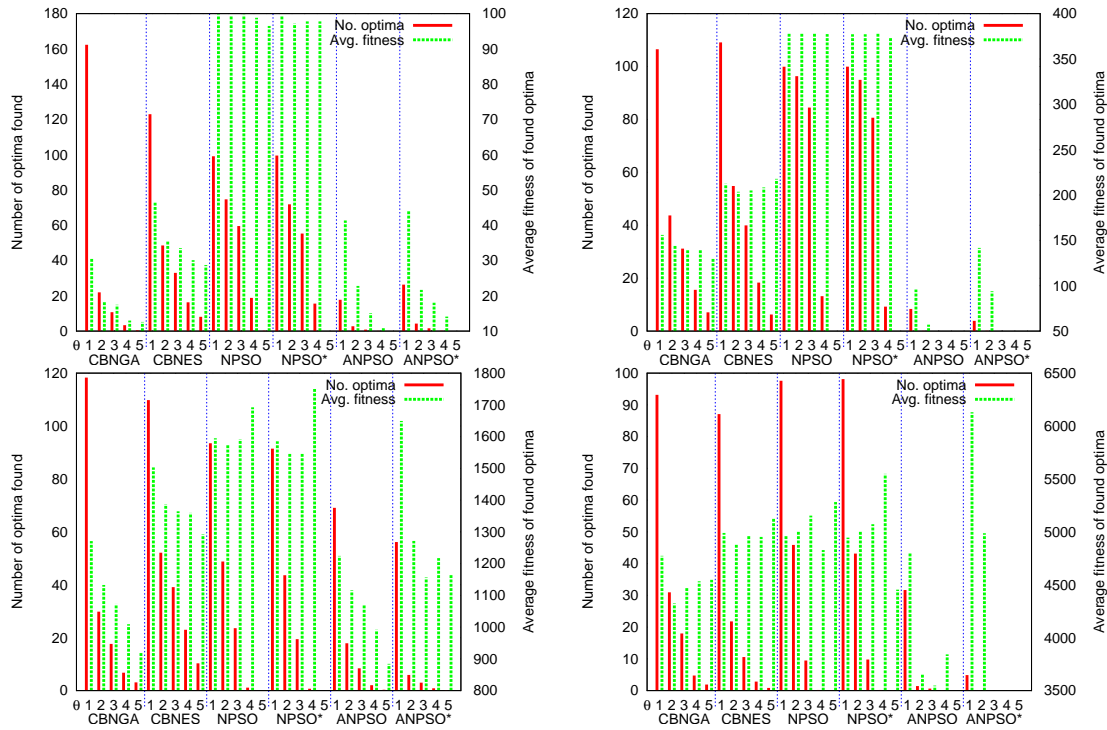 No. optima
Avg. fitness
Number of optima found
180
160
140
120
100
80
60
40
20
0
Average fitness of found optima
100
90
80
70
60
50
40
30
20
10
0 1 2 3 4 5 1 2 3 4 5 1 2 3 4 5 1 2 3 4 5 1 2 3 4 5 1 2 3 4 5
CBNGA CBNES NPSO NPSO* ANPSO ANPSO*
No. optima
Avg. fitness
Number of optima found
120
100
80
60
40
20
0
Average fitness of found optima
400
350
300
250
200
150
100
50
0 1 2 3 4 5 1 2 3 4 5 1 2 3 4 5 1 2 3 4 5 1 2 3 4 5 1 2 3 4 5
CBNGA CBNES NPSO NPSO* ANPSO ANPSO*
No. optima
Avg. fitness
Number of optima found
120
100
80
60
40
20
0
Average fitness of found optima
1800
1700
1600
1500
1400
1300
1200
1100
1000
900
800
0 1 2 3 4 5 1 2 3 4 5 1 2 3 4 5 1 2 3 4 5 1 2 3 4 5 1 2 3 4 5
CBNGA CBNES NPSO NPSO* ANPSO ANPSO*
No. optima
Avg. fitness
Number of optima found
100
90
80
70
60
50
40
30
20
10
0
Average fitness of found optima
6500
6000
5500
5000
4500
4000
3500
0 1 2 3 4 5 1 2 3 4 5 1 2 3 4 5 1 2 3 4 5 1 2 3 4 5 1 2 3 4 5
CBNGA CBNES NPSO NPSO* ANPSO ANPSO*